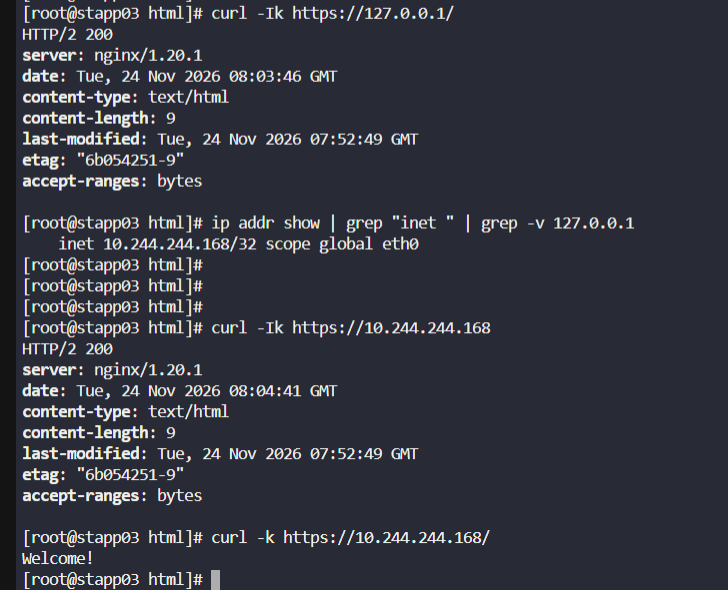 [root@stapp03 html]# curl -Ik https://127.0.0.1/
HTTP/2 200
server: nginx/1.20.1
date: Tue, 24 Nov 2026 08:03:46 GMT
content-type: text/html
content-length: 9
last-modified: Tue, 24 Nov 2026 07:52:49 GMT
etag: "6b054251-9"
accept-ranges: bytes
[root@stapp03 html]# ip addr show | grep "inet " | grep -v 127.0.0.1
inet 10.244.244.168/32 scope global eth0
[root@stapp03 html]#
[root@stapp03 html]#
[root@stapp03 html]#
[root@stapp03 html]# curl -Ik https://10.244.244.168
HTTP/2 200
server: nginx/1.20.1
date: Tue, 24 Nov 2026 08:04:41 GMT
content-type: text/html
content-length: 9
last-modified: Tue, 24 Nov 2026 07:52:49 GMT
etag: "6b054251-9"
accept-ranges: bytes
[root@stapp03 html]# curl -k https://10.244.244.168/
Welcome!
[root@stapp03 html]#